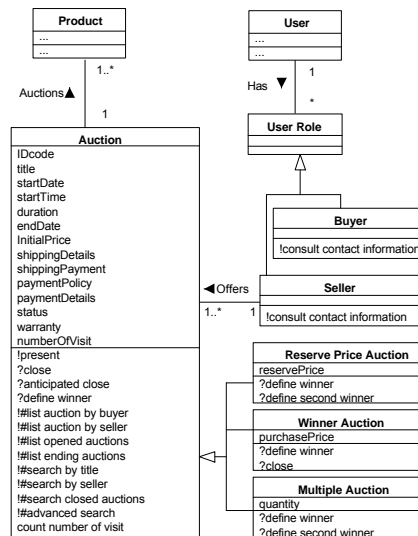 Product
...
...
1..*
Auctions
1
Auction
IDcode
title
startDate
startTime
duration
endDate
InitialPrice
shippingDetails
shippingPayment
paymentPolicy
paymentDetails
status
warranty
numberOfVisit
!present
?close
?anticipated close
?define winner
!#list auction by buyer
!#list auction by seller
!#list opened auctions
!#list ending auctions
!#search by title
!#search by seller
!#search closed auctions
!#advanced search
count number of visit
User
...
...
1
Has
*
User Role
Buyer
!consult contact information
Offers
1..*
1
Seller
!consult contact information
Reserve Price Auction
reservePrice
?define winner
?define second winner
Winner Auction
purchasePrice
?define winner
?close
Multiple Auction
quantity
?define winner
?define second winner